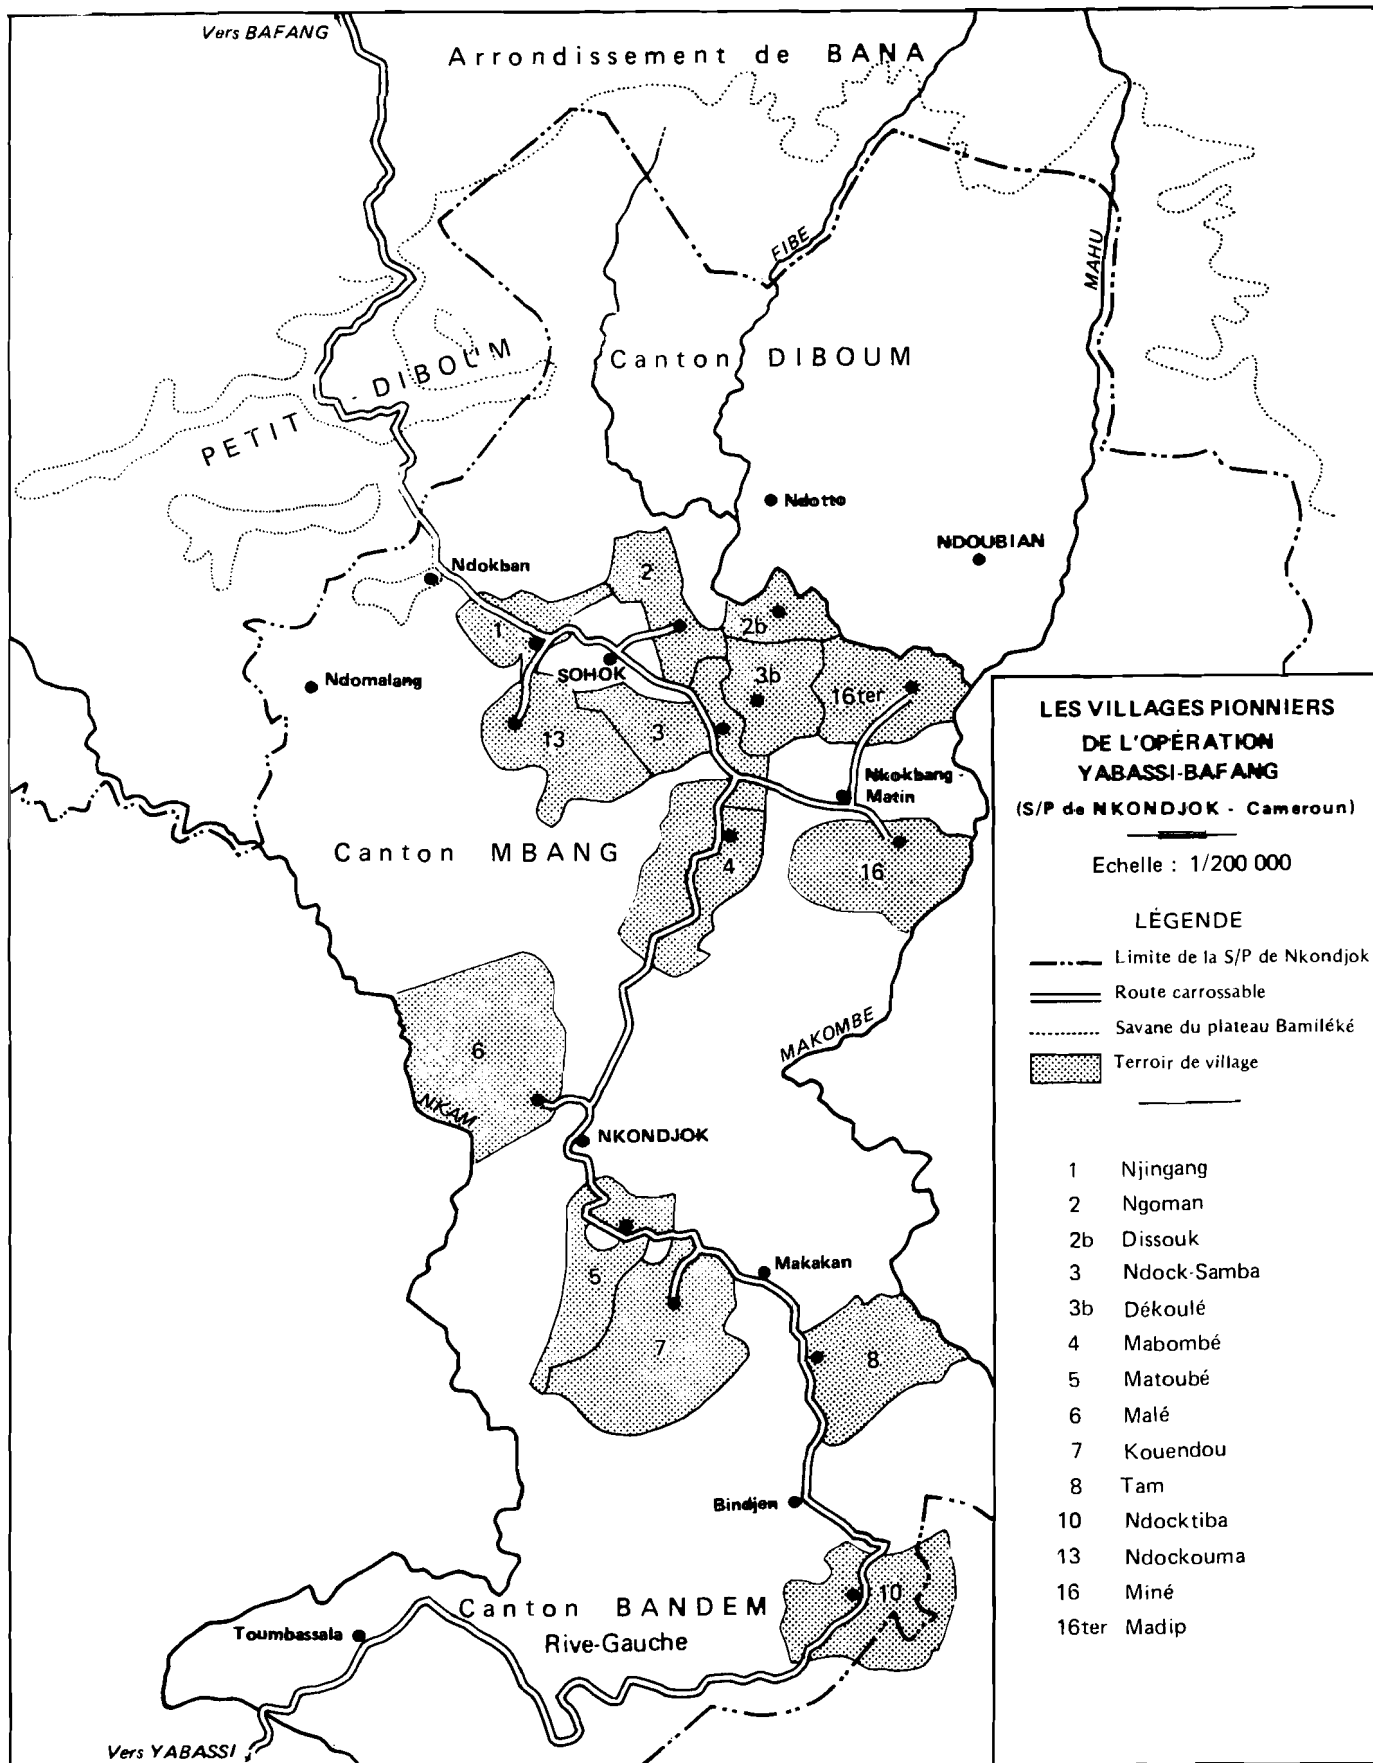 Vers BAFANG
Arrondissement de BANA
FIBE
MAHU
Canton DIBOUM
PETIT - DIBOUM
Ndotto
NDOUBIAN
Ndokban
2
1
2b
SOHOK
3b
Ndomalang
16ter
13
3
Nkokbang-
Matin
Canton MBANG
4
16
6
MAKOMBE
NKAM
NKONDJOK
Makakan
5
7
8
Bindjen
10
Canton BANDEM
Rive-Gauche
Toumbassala
Vers YABASSI
LES VILLAGES PIONNIERS
DE L'OPÉRATION
YABASSI-BAFANG
(S/P de NKONDJOK - Cameroun)
Echelle : 1/200 000
LÉGENDE
Limite de la S/P de Nkondjok
Route carrossable
Savane du plateau Bamiléké
Terroir de village
1 Njingang
2 Ngoman
2b Dissouk
3 Ndock-Samba
3b Dékoulé
4 Mabombé
5 Matoubé
6 Malé
7 Kouendou
8 Tam
10 Ndocktiba
13 Ndockouma
16 Miné
16ter Madip